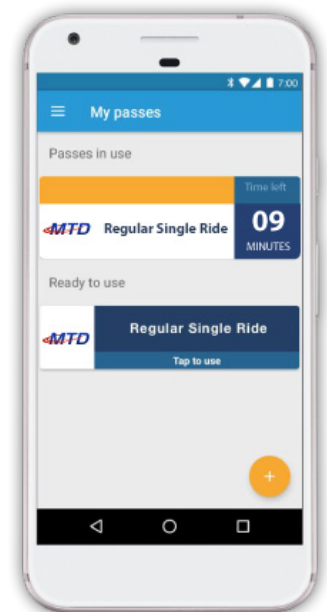 7:00
My passes
Passes in use
Time left
MTD
Regular Single Ride
09
MINUTES
Ready to use
MTD
Regular Single Ride
Tap to use
+